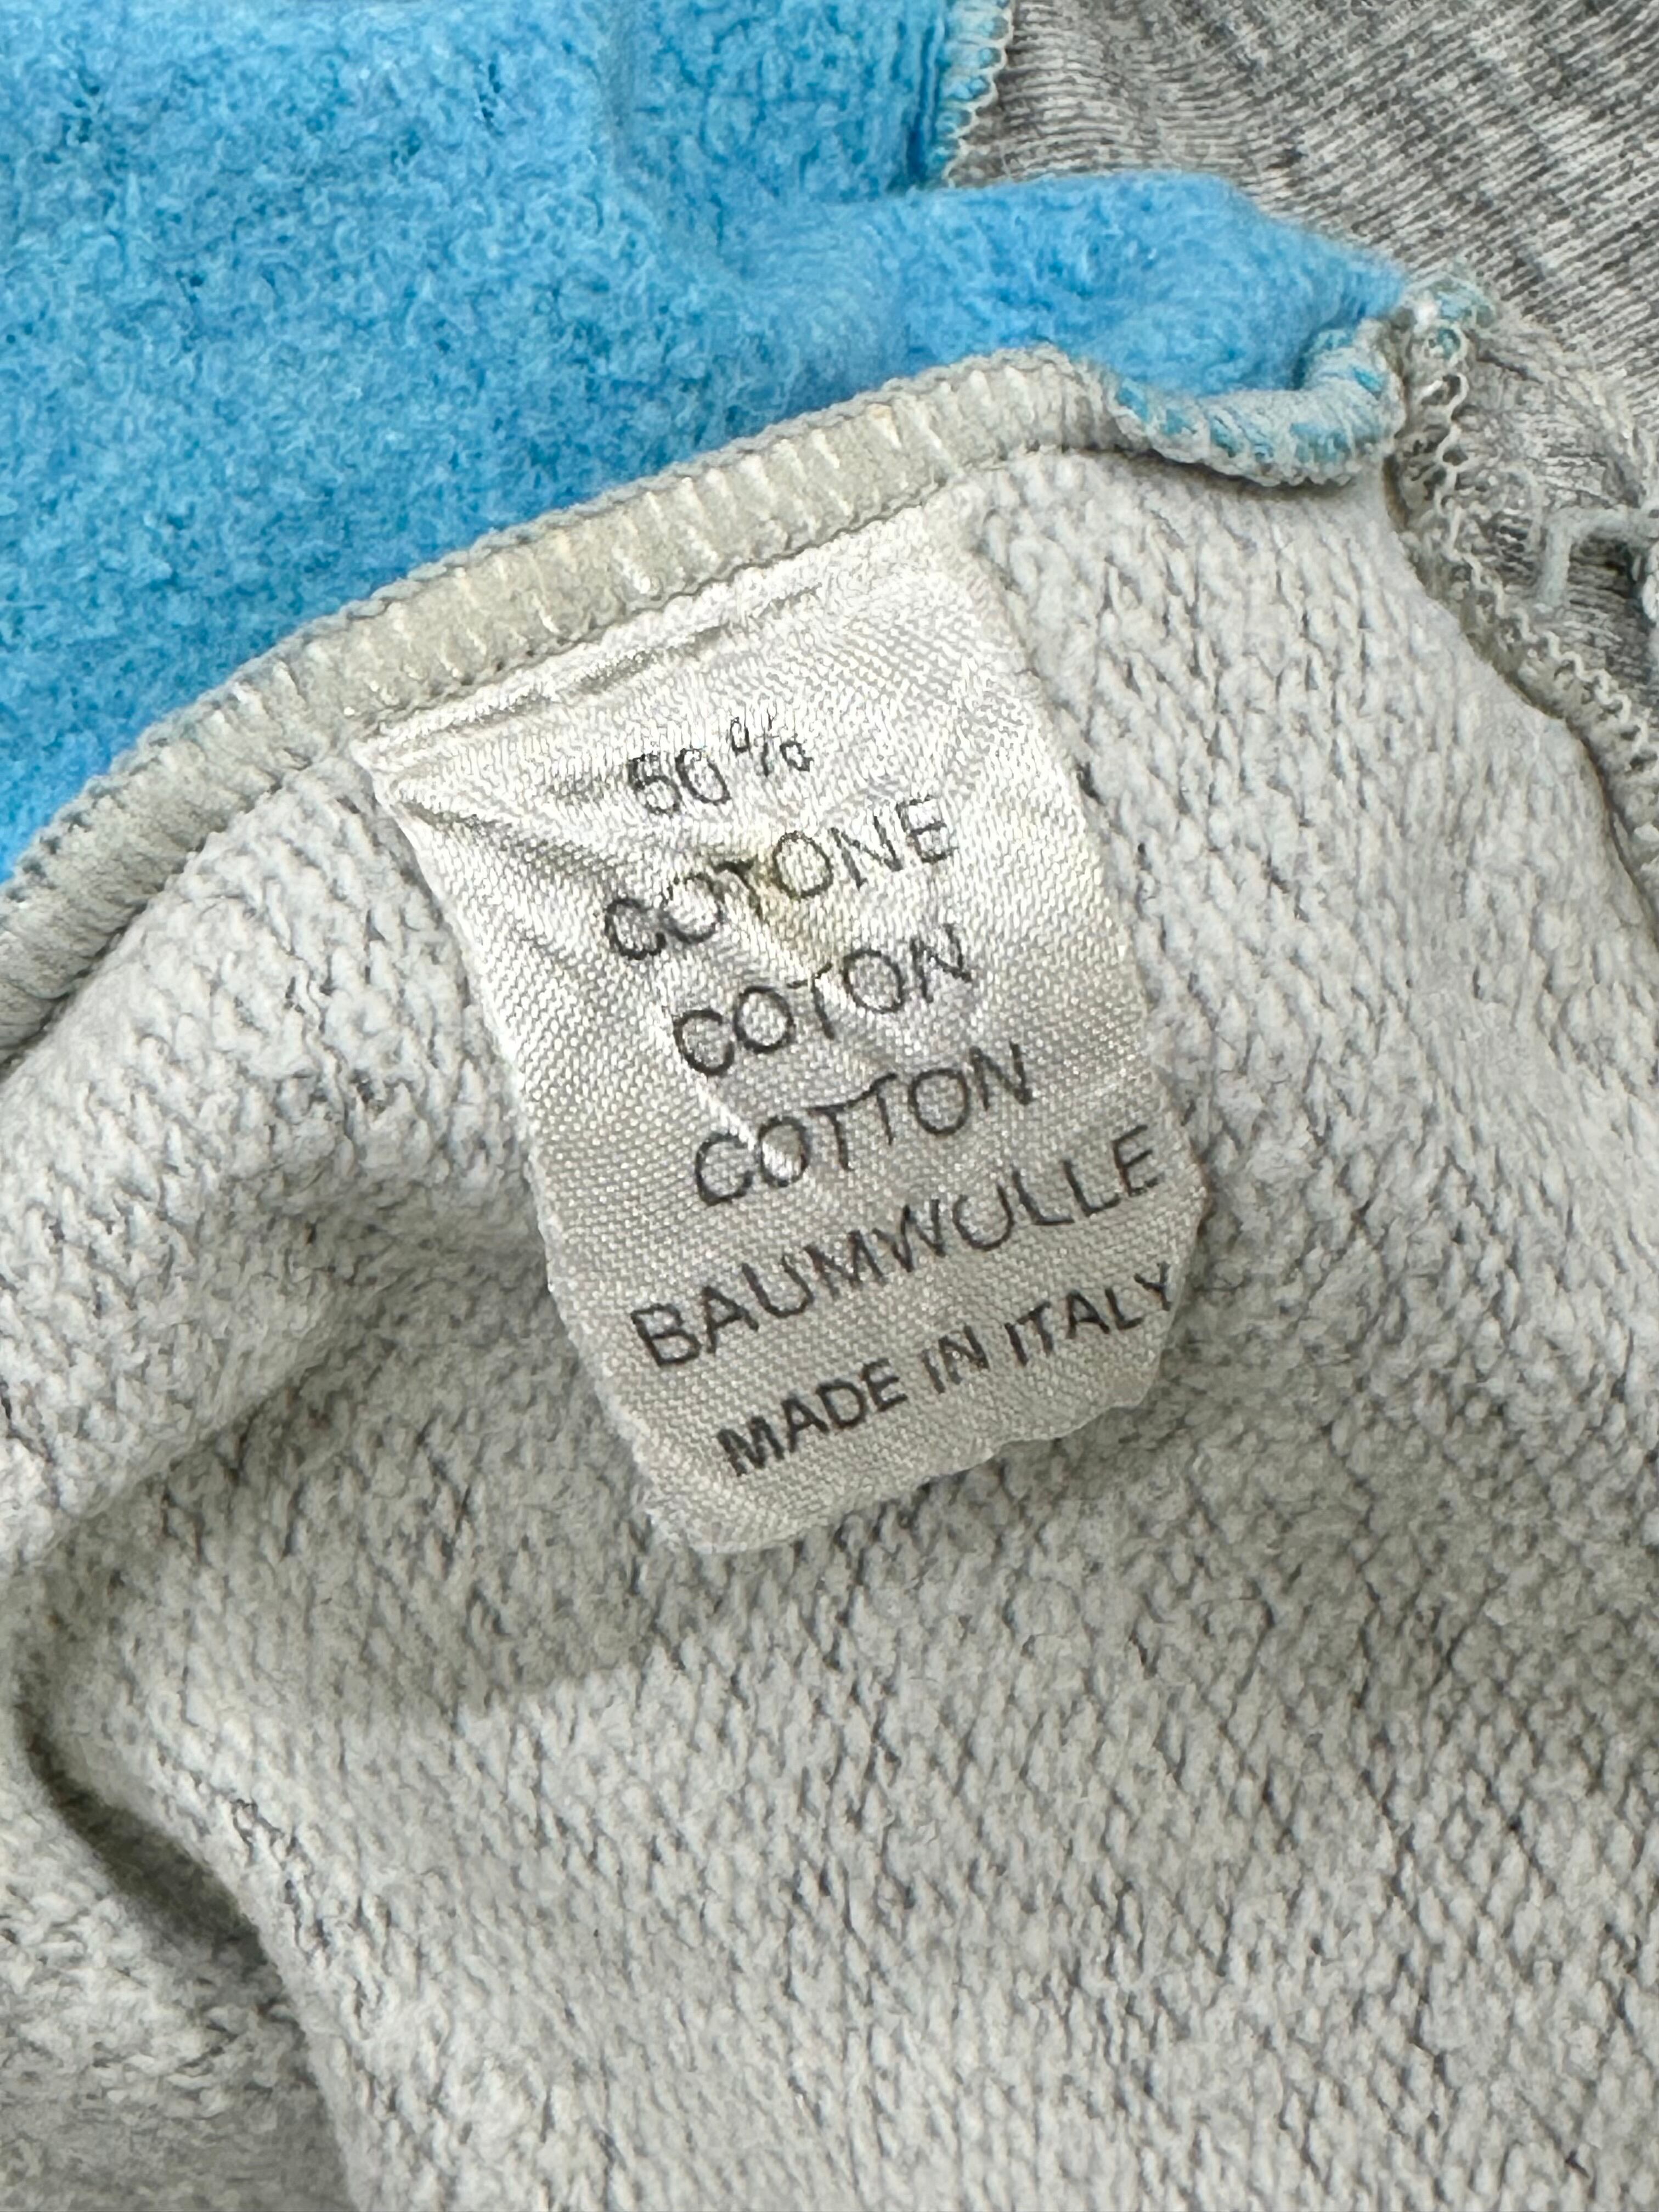 50%
COTONE
COTON
COTTON
BAUMWOLLE
MADE IN ITALY